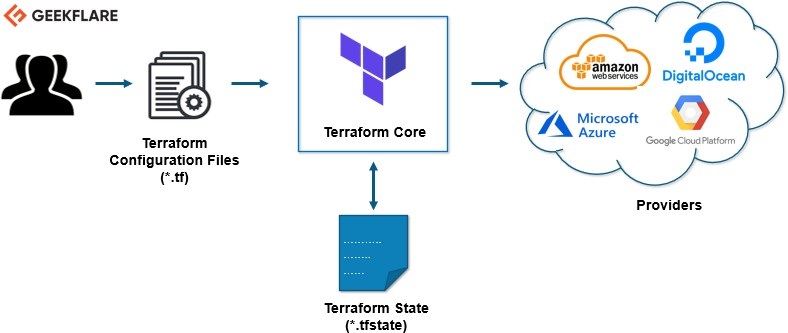 GEEKFLARE
Terraform
Configuration Files
(*.tf)
Terraform Core
Terraform State
(*.tfstate)
amazon
web services
DigitalOcean
Microsoft
Azure
Google Cloud Platform
Providers